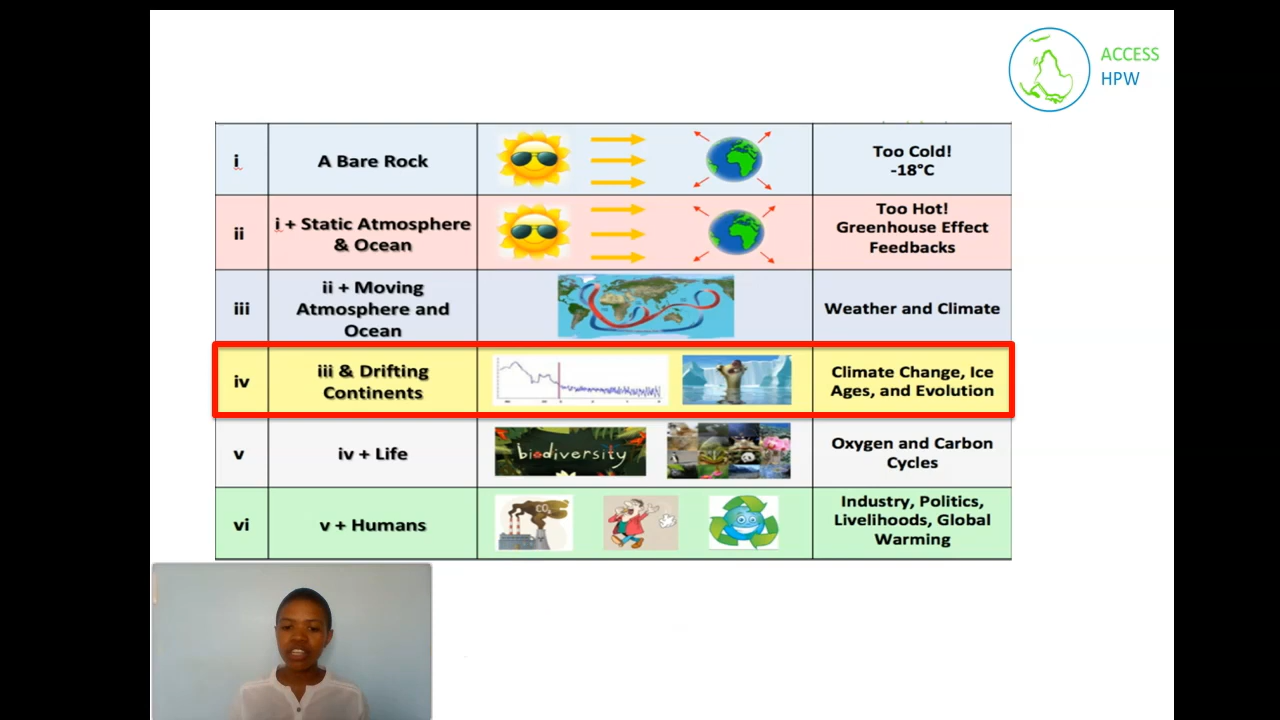 ACCESS
HPW
i
A Bare Rock
Too Cold!
-18°C
ii
i + Static Atmosphere
& Ocean
Too Hot!
Greenhouse Effect
Feedbacks
iii
ii + Moving
Atmosphere and
Ocean
Weather and Climate
iv
iii & Drifting
Continents
Climate Change, Ice
Ages, and Evolution
v
iv + Life
biodiversity
Oxygen and Carbon
Cycles
vi
v + Humans
CO₂
Industry, Politics,
Livelihoods, Global
Warming